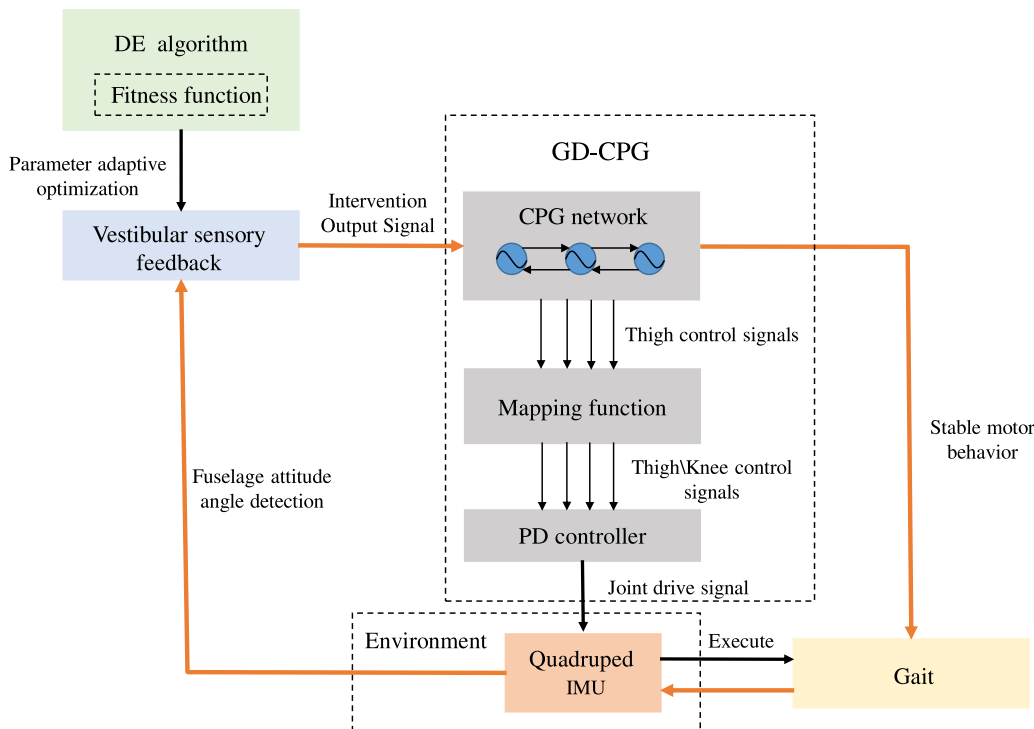 DE algorithm
Fitness function
Parameter adaptive
optimization
Vestibular sensory
feedback
Intervention
Output Signal
GD-CPG
CPG network
Thigh control signals
Mapping function
Thigh\Knee control
signals
PD controller
Joint drive signal
Stable motor
behavior
Fuselage attitude
angle detection
Environment
Quadruped
IMU
Execute
Gait